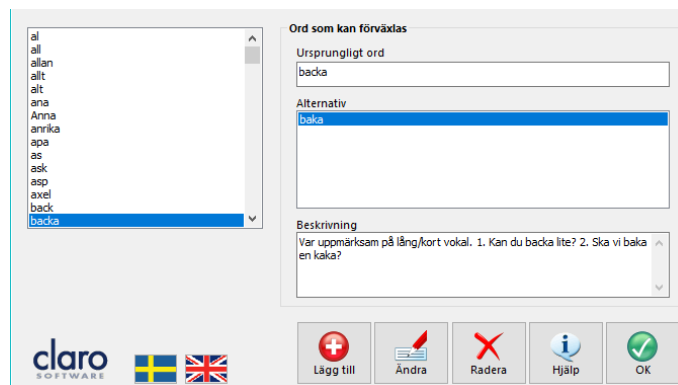 al
all
allan
allt
alt
ana
Anna
anrika
apa
as
ask
asp
axel
back
backa
Ord som kan förväxlas
Ursprungligt ord
backa
Alternativ
baka
Beskrivning
Var uppmärksam på lång/kort vokal. 1. Kan du backa lite? 2. Ska vi baka
en kaka?
claro
SOFTWARE
Lägg till
Ändra
Radera
Hjälp
OK